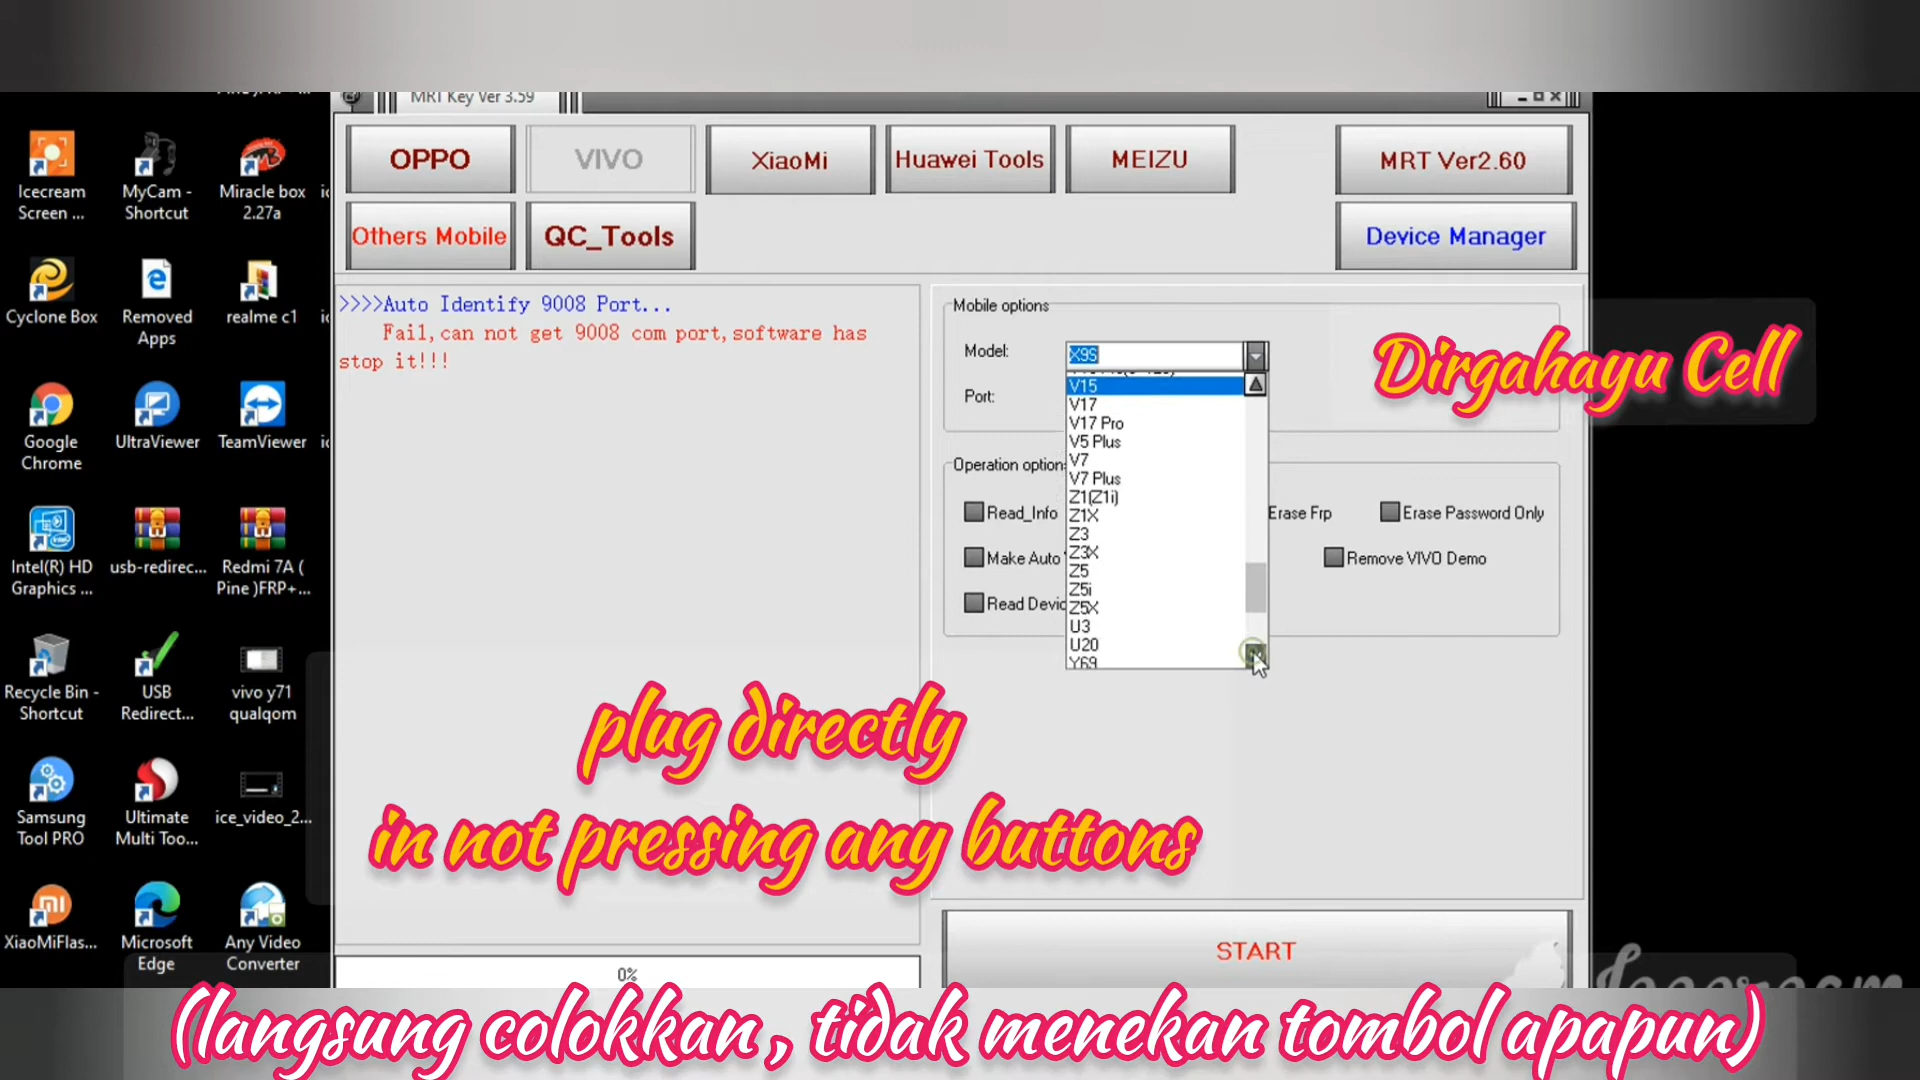 MRT Key Ver 3.59
OPPO
VIVO
XiaoMi
Huawei Tools
MEIZU
MRT Ver2.60
Others Mobile
QC_Tools
Device Manager
>>>>Auto Identify 9008 Port...
Fail,can not get 9008 com port,software has
stop it!!!
Mobile options
Model:
X9S
Port:
V15
V17
V17 Pro
V5 Plus
V7
V7 Plus
Z1(Z1i)
Z1X
Z3
Z3X
Z5
Z5i
Z5X
U3
U20
Y69
Operation option
Read_Info
Erase Frp
Erase Password Only
Make Auto
Remove VIVO Demo
Read Devic
START
0%
Icecream
Screen ...
MyCam -
Shortcut
Miracle box
2.27a
Cyclone Box
Removed
Apps
realme c1
Google
Chrome
UltraViewer
TeamViewer
Intel(R) HD
Graphics ...
usb-redirec...
Redmi 7A (
Pine )FRP+...
Recycle Bin -
Shortcut
USB
Redirect...
vivo y71
qualqom
Samsung
Tool PRO
Ultimate
Multi Too...
ice_video_2...
XiaoMiFlas...
Microsoft
Edge
Any Video
Converter
Dirgahayu Cell
plug directly
in not pressing any buttons
(langsung colokkan, tidak menekan tombol apapun)